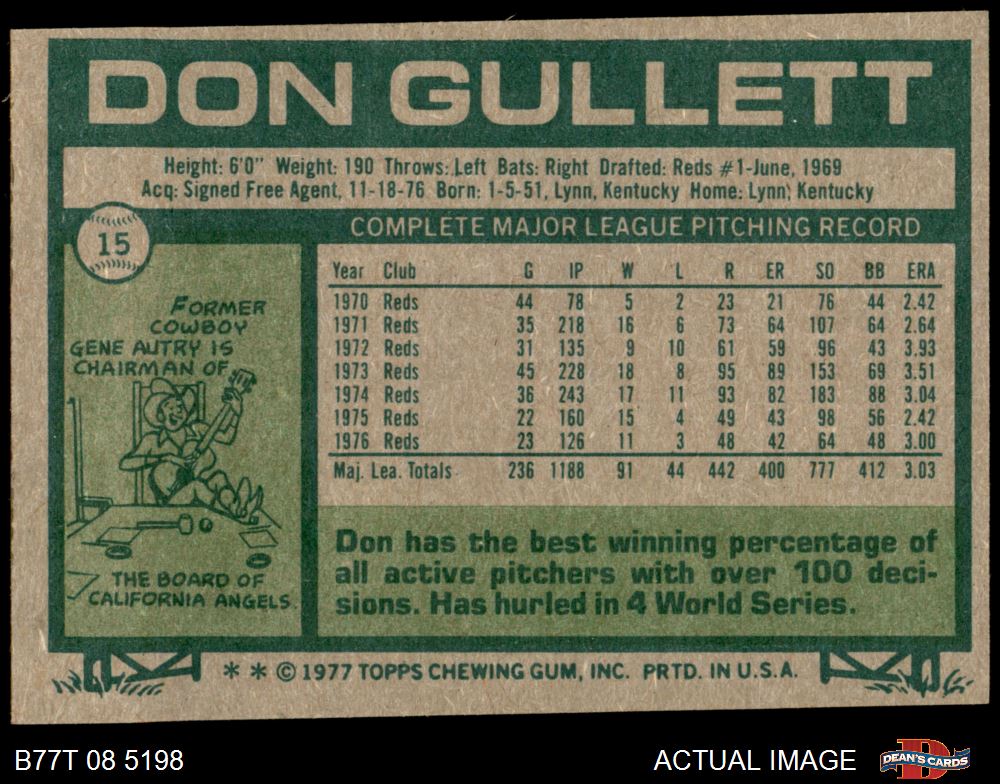 DON GULLETT
Height: 6'0" Weight: 190 Throws: Left Bats: Right Drafted: Reds #1-June, 1969
Acq: Signed Free Agent, 11-18-76 Born: 1-5-51, Lynn, Kentucky Home: Lynn, Kentucky
15
COMPLETE MAJOR LEAGUE PITCHING RECORD
Year Club G IP W L R ER SO BB ERA
1970 Reds 44 78 5 2 23 21 76 44 2.42
1971 Reds 35 218 16 6 73 64 107 64 2.64
1972 Reds 31 135 9 10 61 59 96 43 3.93
1973 Reds 45 228 18 8 95 89 153 69 3.51
1974 Reds 36 243 17 11 93 82 183 88 3.04
1975 Reds 22 160 15 4 49 43 98 56 2.42
1976 Reds 23 126 11 3 48 42 64 48 3.00
Maj. Lea. Totals 236 1188 91 44 442 400 777 412 3.03
FORMER
COWBOY
GENE AUTRY IS
CHAIRMAN OF
THE BOARD OF
CALIFORNIA ANGELS.
Don has the best winning percentage of
all active pitchers with over 100 deci-
sions. Has hurled in 4 World Series.
* * © 1977 TOPPS CHEWING GUM, INC. PRTD. IN U.S.A.
B77T 08 5198
ACTUAL IMAGE
DEAN'S CARDS